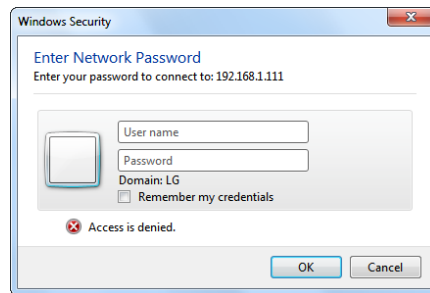 Windows Security
Enter Network Password
Enter your password to connect to: 192.168.1.111
User name
Password
Domain: LG
Remember my credentials
Access is denied.
OK
Cancel